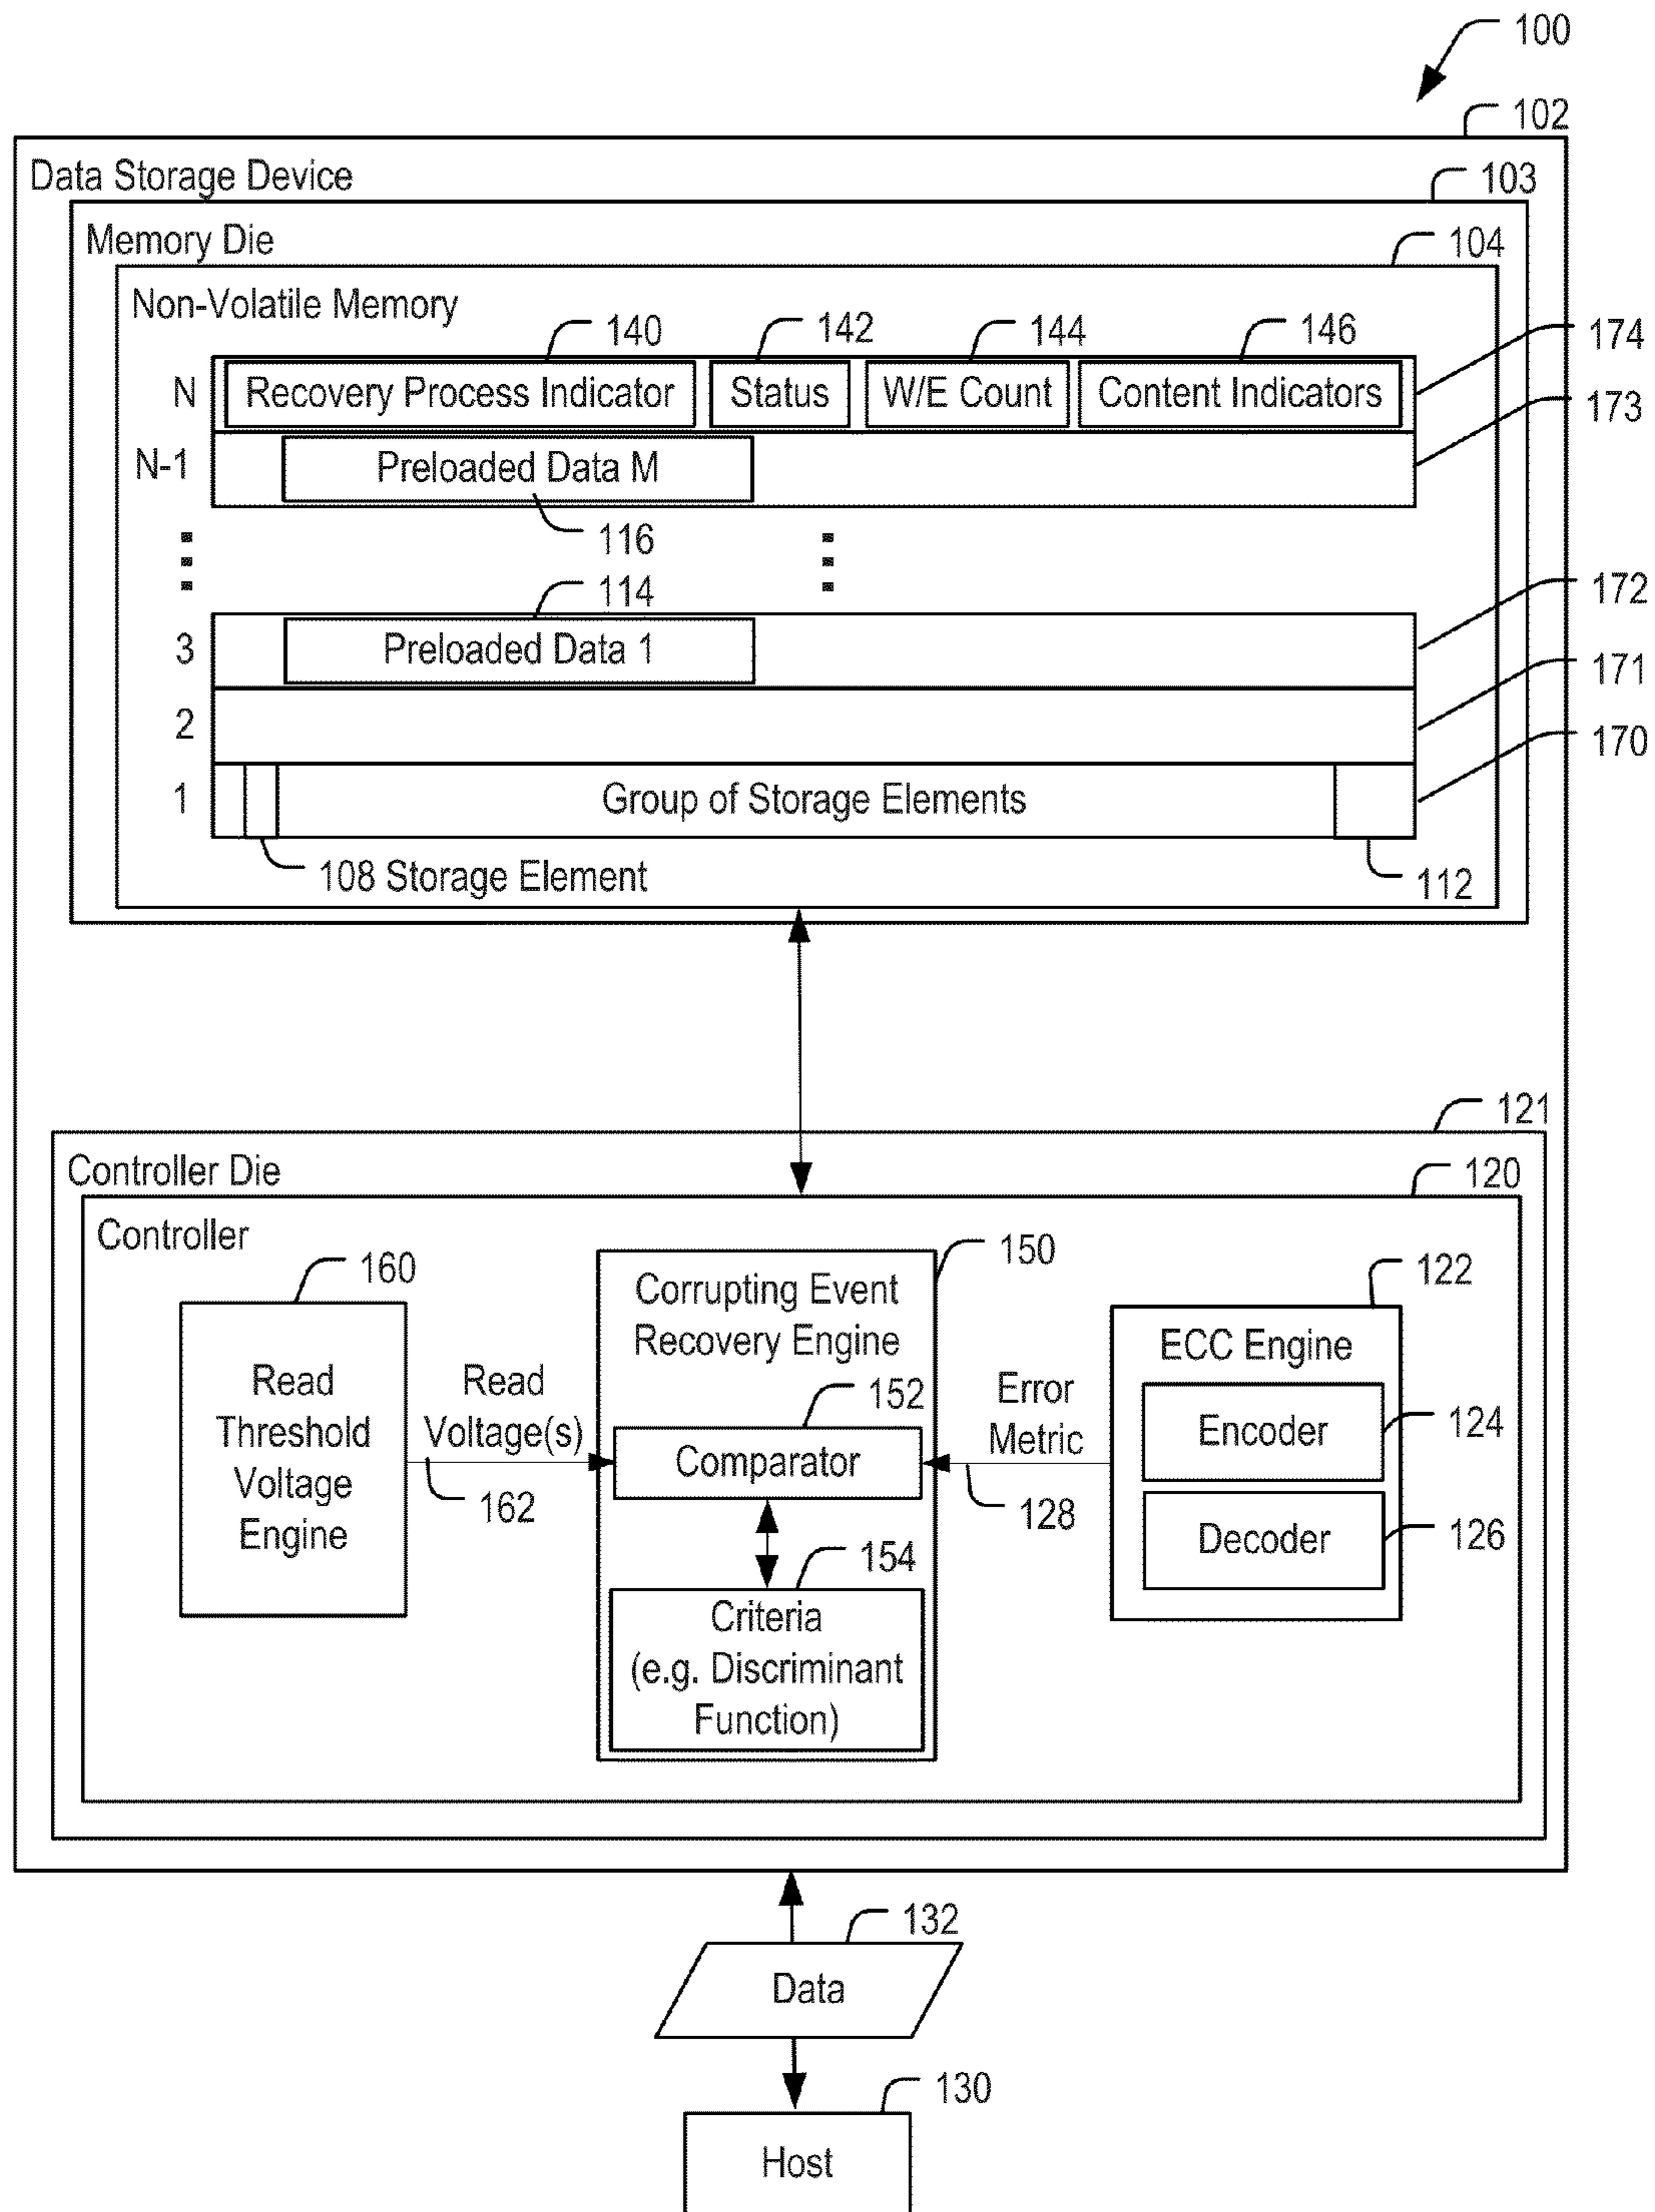 100
102
Data Storage Device
103
Memory Die
104
Non-Volatile Memory
140
142
144
146
174
N
Recovery Process Indicator
Status
W/E Count
Content Indicators
173
N-1
Preloaded Data M
116
114
172
3
Preloaded Data 1
171
2
170
1
Group of Storage Elements
108 Storage Element
112
121
Controller Die
120
Controller
160
150
122
Corrupting Event
Recovery Engine
ECC Engine
Read
Threshold
Voltage
Engine
Read
Voltage(s)
162
152
Comparator
Error
Metric
128
Encoder
124
Decoder
126
154
Criteria
(e.g. Discriminant
Function)
132
Data
130
Host